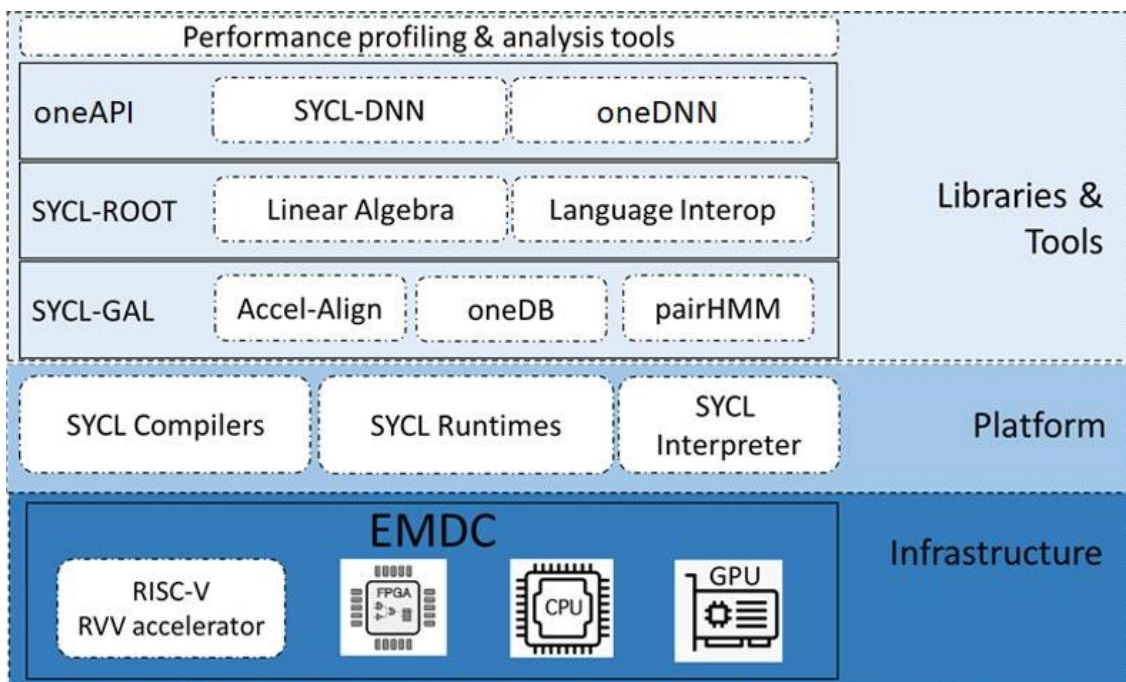 Performance profiling & analysis tools
oneAPI
SYCL-DNN
oneDNN
SYCL-ROOT
Linear Algebra
Language Interop
Libraries &
Tools
SYCL-GAL
Accel-Align
oneDB
pairHMM
SYCL Compilers
SYCL Runtimes
SYCL
Interpreter
Platform
EMDC
Infrastructure
RISC-V
RVV accelerator
FPGA
CPU
GPU